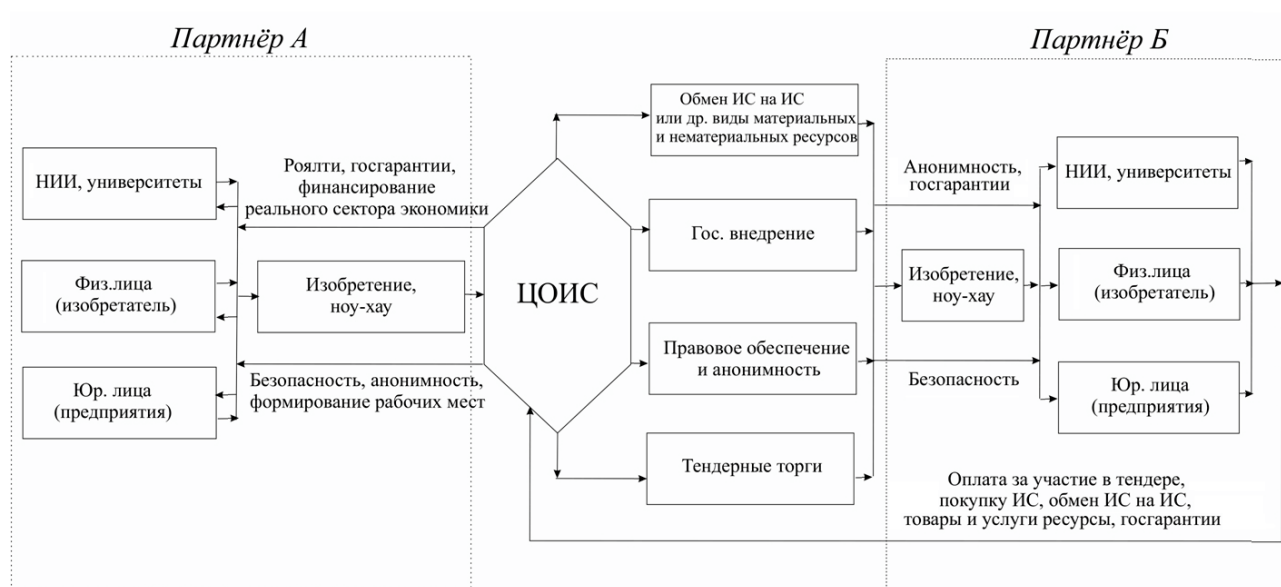 Партнёр А
Партнёр Б
НИИ, университеты
Физ.лица
(изобретатель)
Юр. лица
(предприятия)
Роялти, госгарантии,
финансирование
реального сектора экономики
Изобретение,
ноу-хау
Безопасность, анонимность,
формирование рабочих мест
ЦОИС
Обмен ИС на ИС
или др. виды материальных
и нематериальных ресурсов
Гос. внедрение
Правовое обеспечение
и анонимность
Тендерные торги
Анонимность,
госгарантии
Изобретение,
ноу-хау
Безопасность
НИИ, университеты
Физ.лица
(изобретатель)
Юр. лица
(предприятия)
Оплата за участие в тендере,
покупку ИС, обмен ИС на ИС,
товары и услуги ресурсы, госгарантии